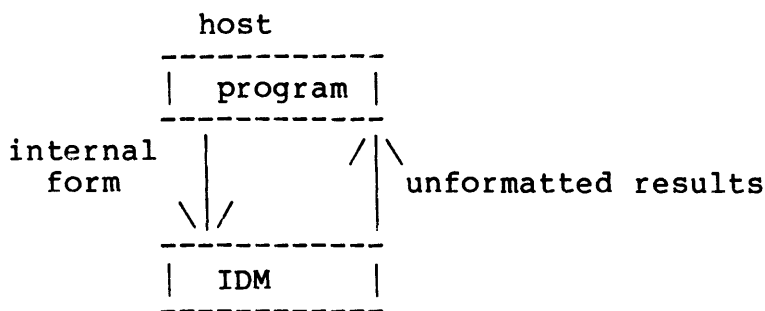 host
program
internal
form
unformatted results
IDM